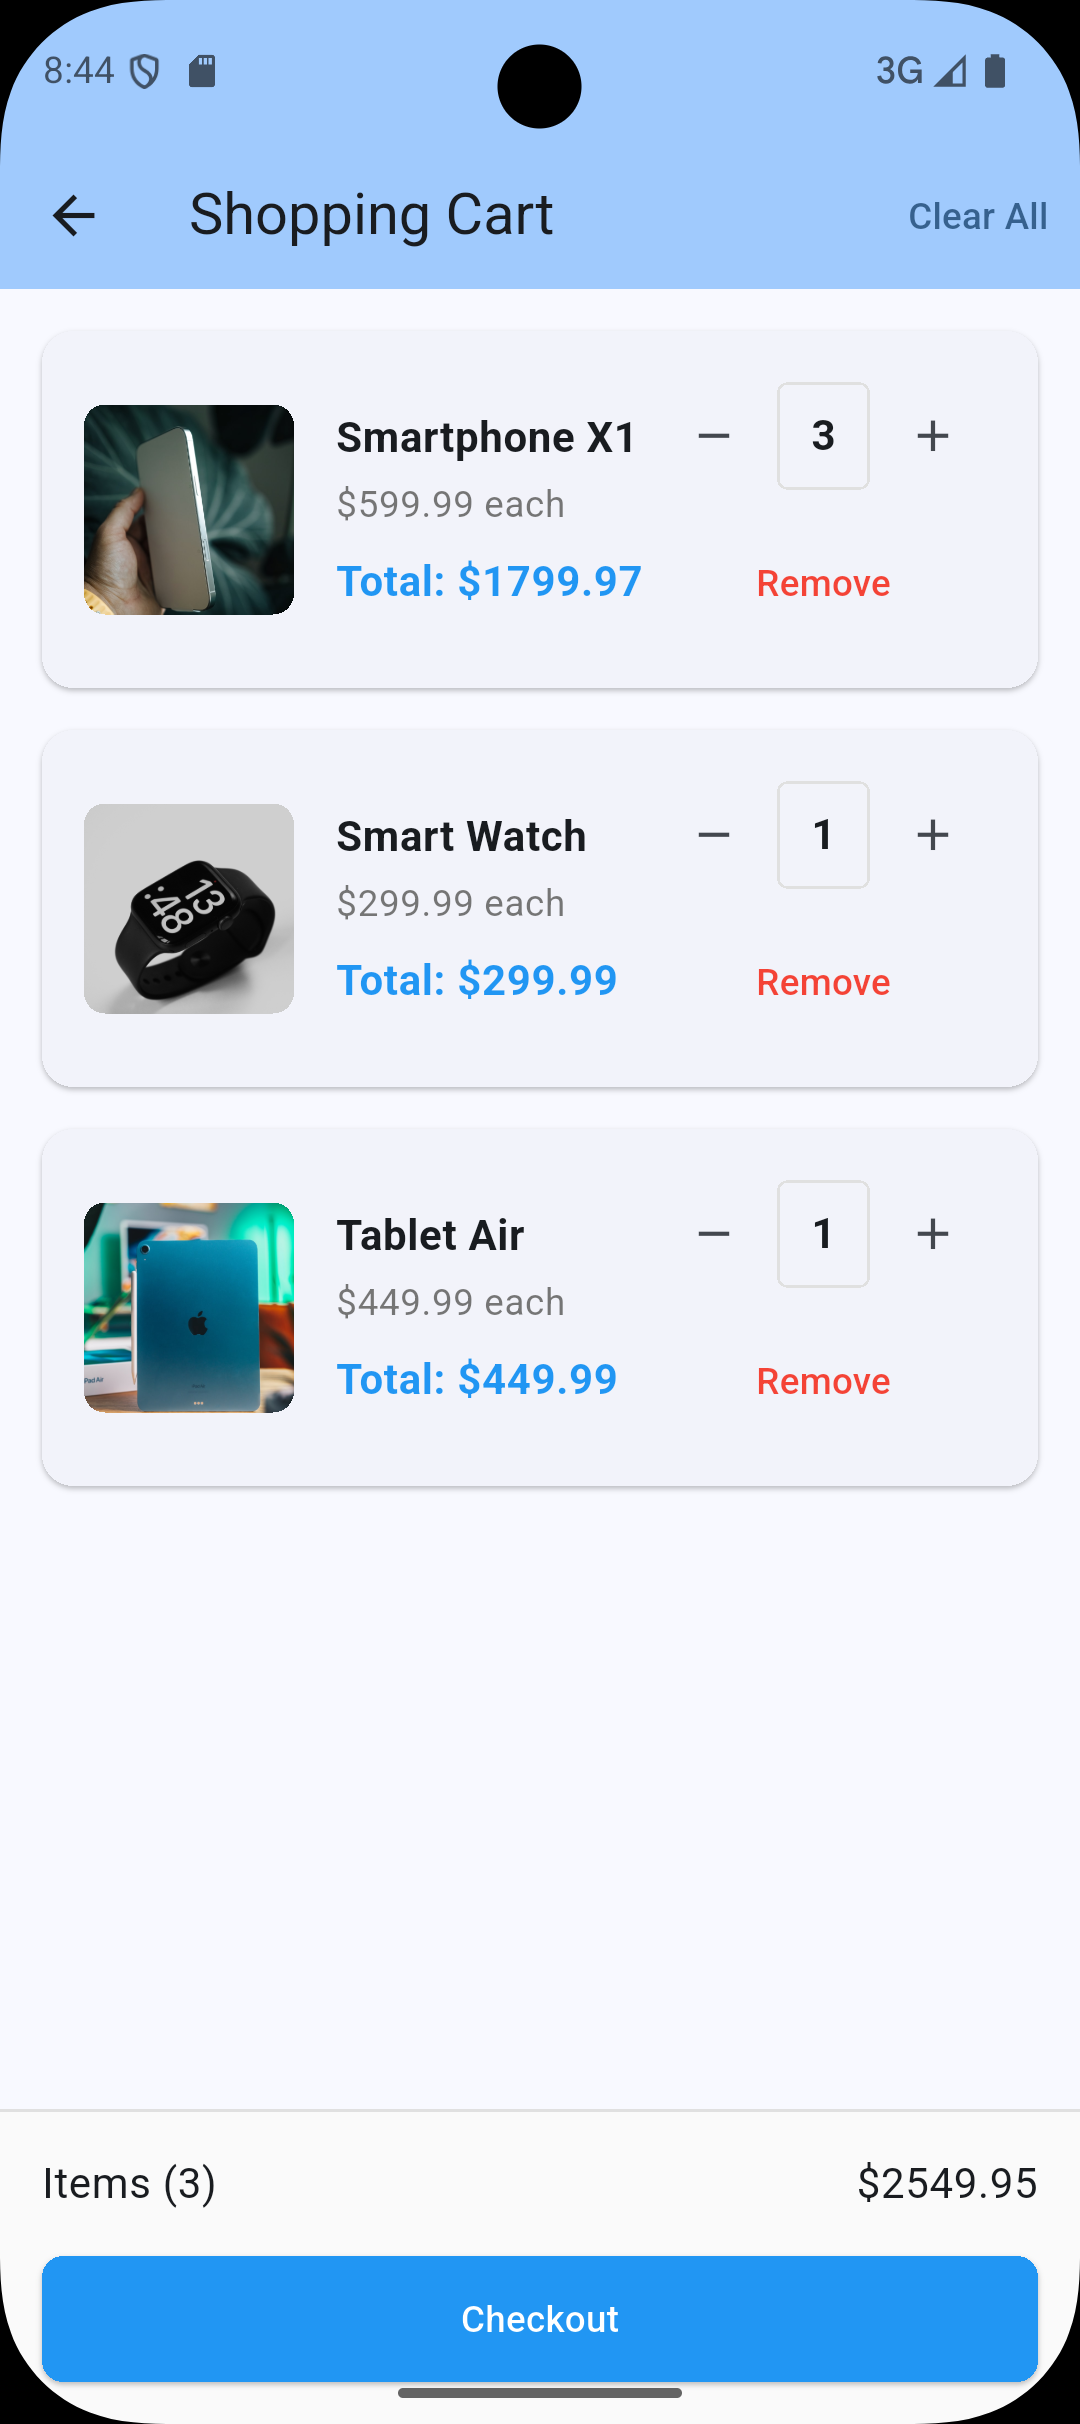 8:44 3G
Shopping Cart Clear All
Smartphone X1 3
$599.99 each
Total: $1799.97 Remove
13
:48
Smart Watch 1
$299.99 each
Total: $299.99 Remove
Tablet Air 1
$449.99 each
Total: $449.99 Remove
Pad Air
Items (3) $2549.95
Checkout